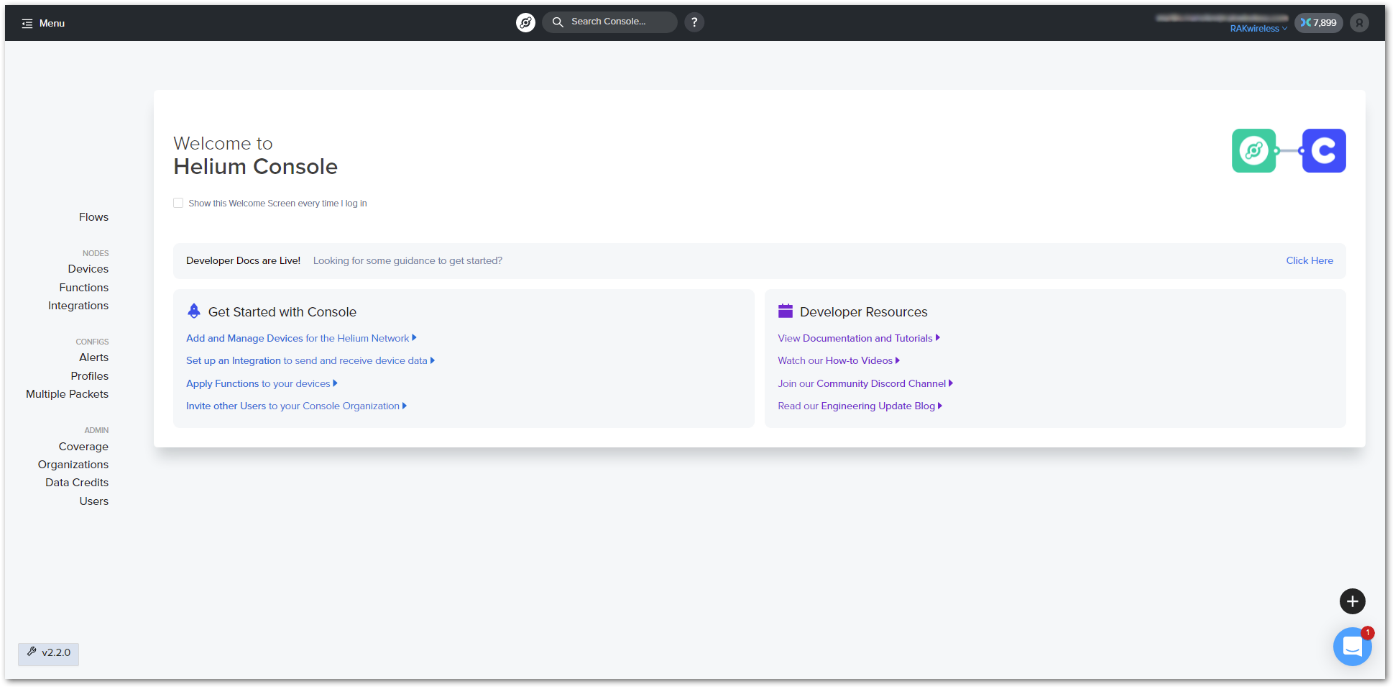 Menu
Search Console...
?
RAKwireless
7,899
R
Welcome to
Helium Console
Show this Welcome Screen every time I log in
Developer Docs are Live! Looking for some guidance to get started? Click Here
Flows
NODES
Devices
Functions
Integrations
CONFIGS
Alerts
Profiles
Multiple Packets
ADMIN
Coverage
Organizations
Data Credits
Users
Get Started with Console
Add and Manage Devices for the Helium Network
Set up an Integration to send and receive device data
Apply Functions to your devices
Invite other Users to your Console Organization
Developer Resources
View Documentation and Tutorials
Watch our How-to Videos
Join our Community Discord Channel
Read our Engineering Update Blog
C
+
1
v2.2.0